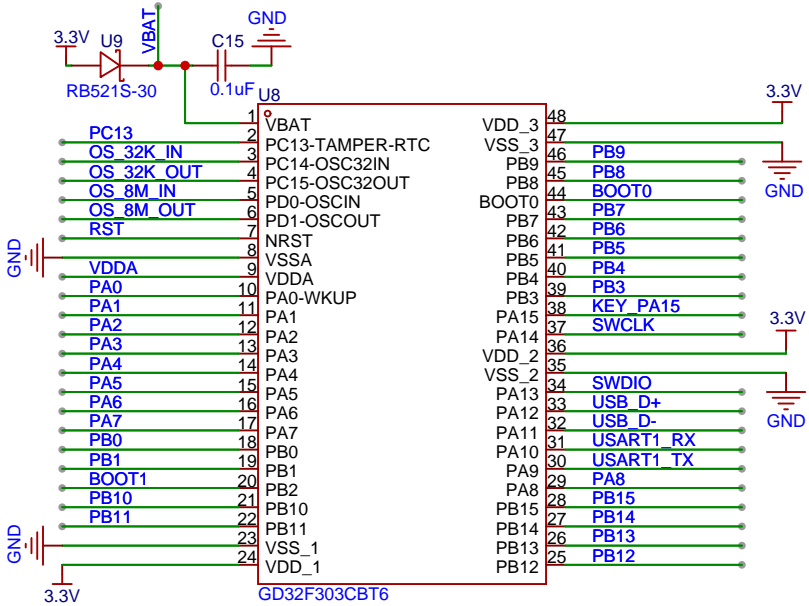 GND
3.3V
U9
VBAT
C15
RB521S-30
0.1uF
U8
3.3V
1 VBAT VDD_3 48
PC13 2 PC13-TAMPER-RTC VSS_3 47
OS_32K_IN 3 PC14-OSC32IN PB9 46 PB9
OS_32K_OUT 4 PC15-OSC32OUT PB8 45 PB8
GND
OS_8M_IN 5 PD0-OSCIN BOOT0 44 BOOT0
OS_8M_OUT 6 PD1-OSCOUT PB7 43 PB7
RST 7 NRST PB6 42 PB6
GND 8 VSSA PB5 41 PB5
VDDA 9 VDDA PB4 40 PB4
PA0 10 PA0-WKUP PB3 39 PB3
PA1 11 PA1 PA15 38 KEY_PA15
PA2 12 PA2 PA14 37 SWCLK
3.3V
PA3 13 PA3 VDD_2 36
PA4 14 PA4 VSS_2 35
PA5 15 PA5 PA13 34 SWDIO
PA6 16 PA6 PA12 33 USB_D+
GND
PA7 17 PA7 PA11 32 USB_D-
PB0 18 PB0 PA10 31 USART1_RX
PB1 19 PB1 PA9 30 USART1_TX
BOOT1 20 PB2 PA8 29 PA8
PB10 21 PB10 PB15 28 PB15
PB11 22 PB11 PB14 27 PB14
GND 23 VSS_1 PB13 26 PB13
24 VDD_1 PB12 25 PB12
3.3V
GD32F303CBT6